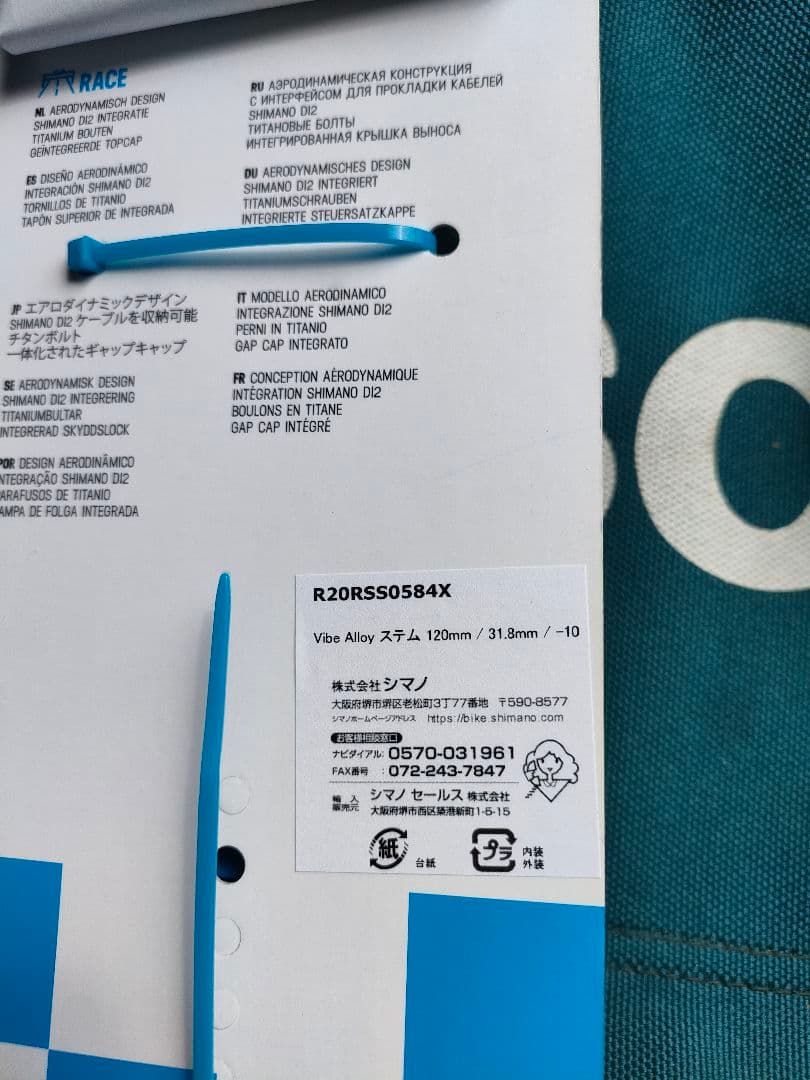 RACE
NL AERODYNAMISCH DESIGN
SHIMANO DI2 INTEGRATIE
TITANIUM BOUTEN
GEÏNTEGREERDE TOPCAP
RU АЭРОДИНАМИЧЕСКАЯ КОНСТРУКЦИЯ
С ИНТЕРФЕЙСОМ ДЛЯ ПРОКЛАДКИ КАБЕЛЕЙ
SHIMANO DI2
ТИТАНОВЫЕ БОЛТЫ
ИНТЕГРИРОВАННАЯ КРЫШКА ВЫНОСА
ES DISEÑO AERODINÁMICO
INTEGRACIÓN SHIMANO DI2
TORNILLOS DE TITANIO
TAPÓN SUPERIOR DE INTEGRADA
DU AERODYNAMISCHES DESIGN
SHIMANO DI2 INTEGRIERT
TITANIUMSCHRAUBEN
INTEGRIERTE STEUERSATZKAPPE
JP エアロダイナミックデザイン
SHIMANO DI2 ケーブルを収納可能
チタンボルト
一体化されたギャップキャップ
IT MODELLO AERODINAMICO
INTEGRAZIONE SHIMANO DI2
PERNI IN TITANIO
GAP CAP INTEGRATO
SE AERODYNAMISK DESIGN
SHIMANO DI2 INTEGRERING
TITANIUMBULTAR
INTEGRERAD SKYDDSLOCK
FR CONCEPTION AÉRODYNAMIQUE
INTÉGRATION SHIMANO DI2
BOULONS EN TITANE
GAP CAP INTÉGRÉ
POR DESIGN AERODINÂMICO
NTEGRAÇÃO SHIMANO DI2
ARAFUSOS DE TITANIO
AMPA DE FOLGA INTEGRADA
R20RSS0584X
Vibe Alloy ステム 120mm / 31.8mm / -10
株式会社シマノ
大阪府堺市堺区老松町3丁77番地 〒590-8577
シマノホームページアドレス https://bike.shimano.com
お客様相談窓口
ナビダイアル: 0570-031961
FAX番号 : 072-243-7847
輸入販売元 シマノ セールス 株式会社
大阪府堺市西区築港新町1-5-15
紙 台紙
プラ 内装 外装
O